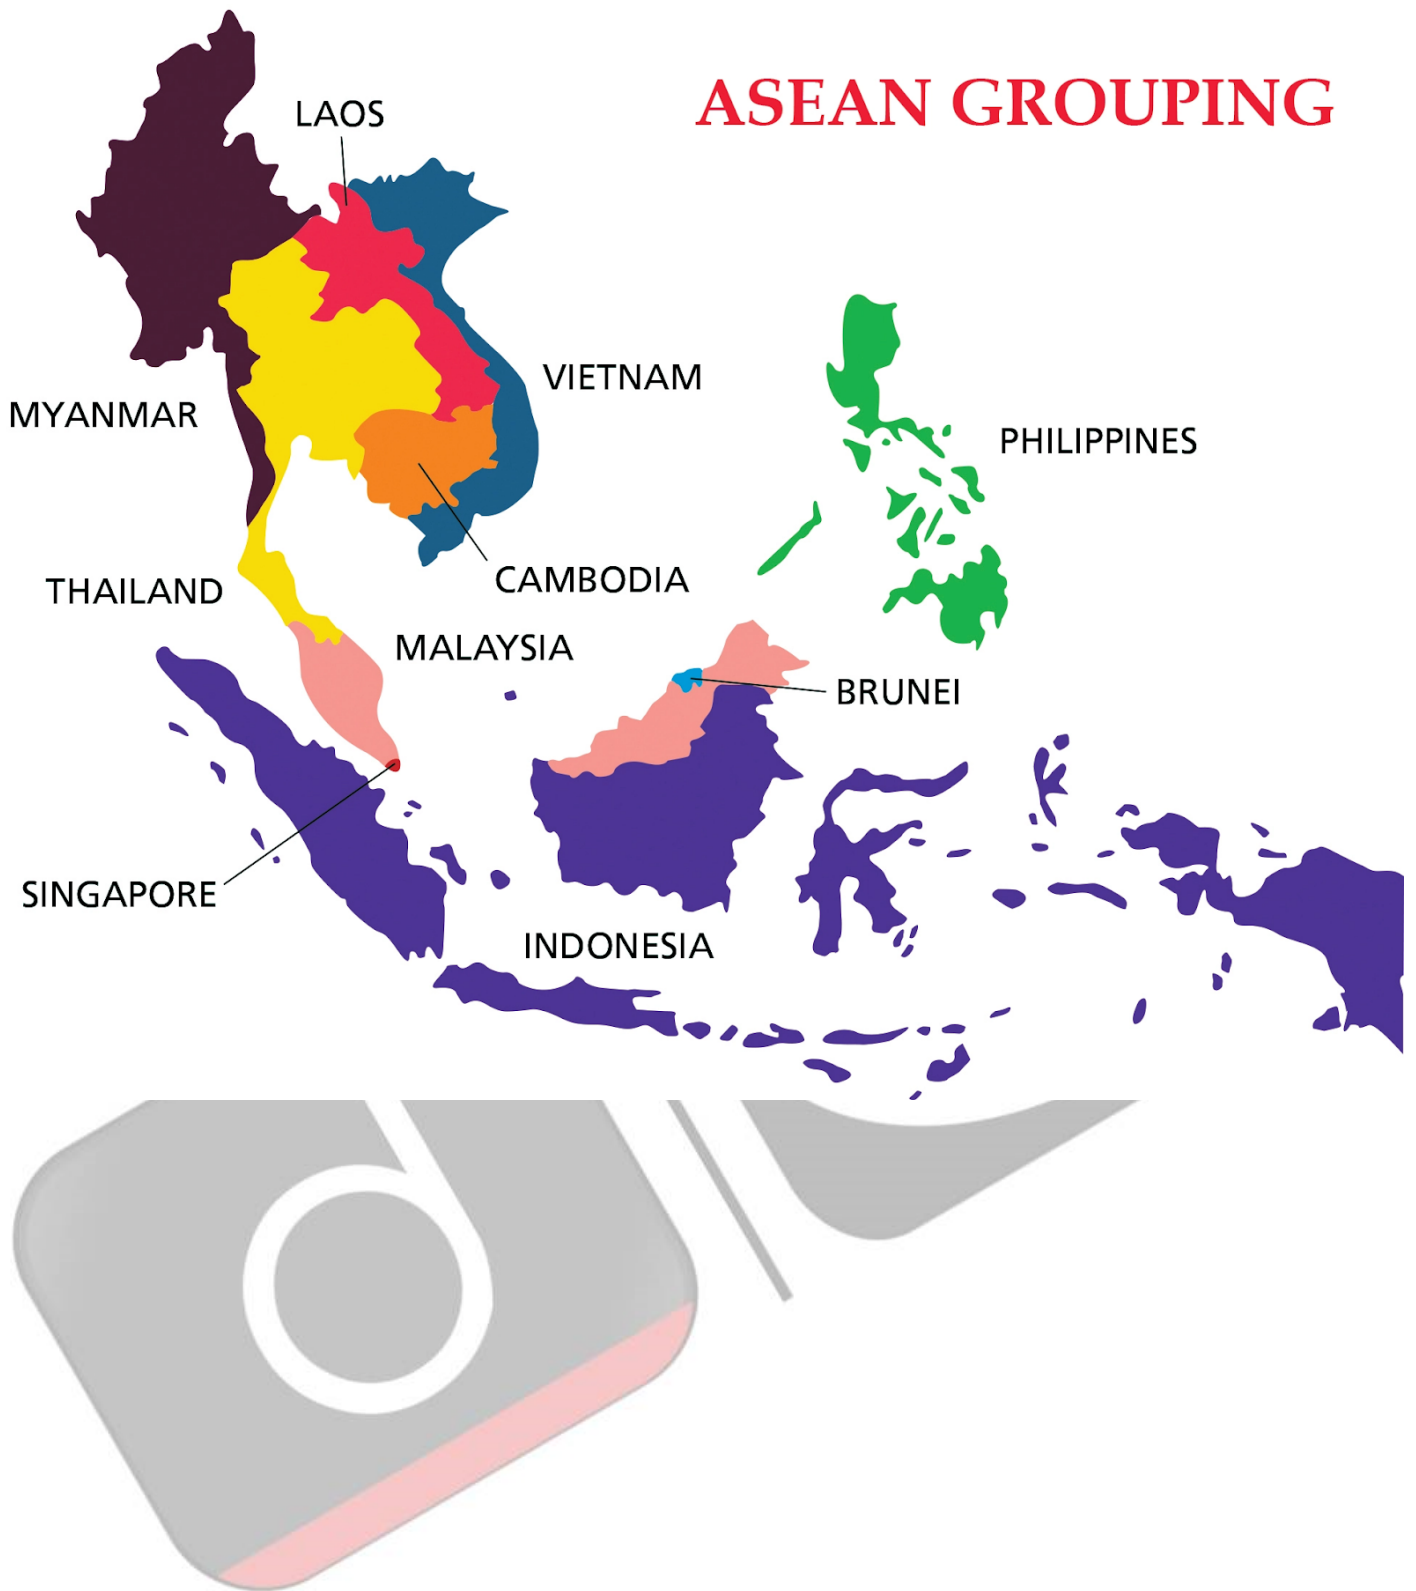 ASEAN GROUPING
LAOS
VIETNAM
MYANMAR
PHILIPPINES
CAMBODIA
THAILAND
MALAYSIA
BRUNEI
SINGAPORE
INDONESIA